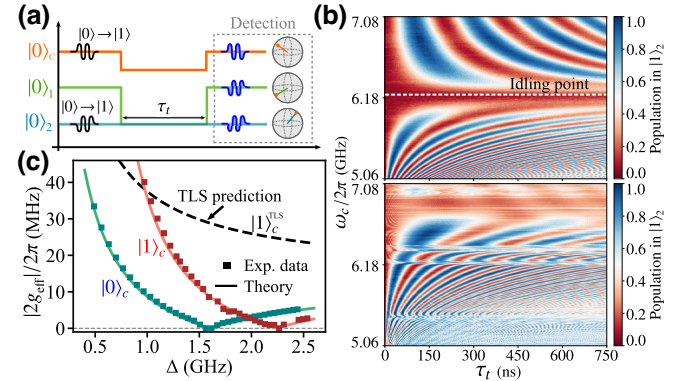 (a)
|0⟩→|1⟩
Detection
|0⟩c
|0⟩1
|0⟩→|1⟩
τt
|0⟩2
(b)
7.08
6.18
5.06
Idling point
1.0
0.8
0.6
0.4
0.2
0.0
Population in |1⟩2
ωc/2π (GHz)
7.08
6.18
5.06
0
150
300
450
600
750
τt (ns)
1.0
0.8
0.6
0.4
0.2
0.0
Population in |1⟩2
(c)
|2geff|/2π (MHz)
40
30
20
10
0
TLS prediction
|1⟩cTLS
|1⟩c
|0⟩c
Exp. data
Theory
0.5
1.0
1.5
2.0
2.5
Δ (GHz)